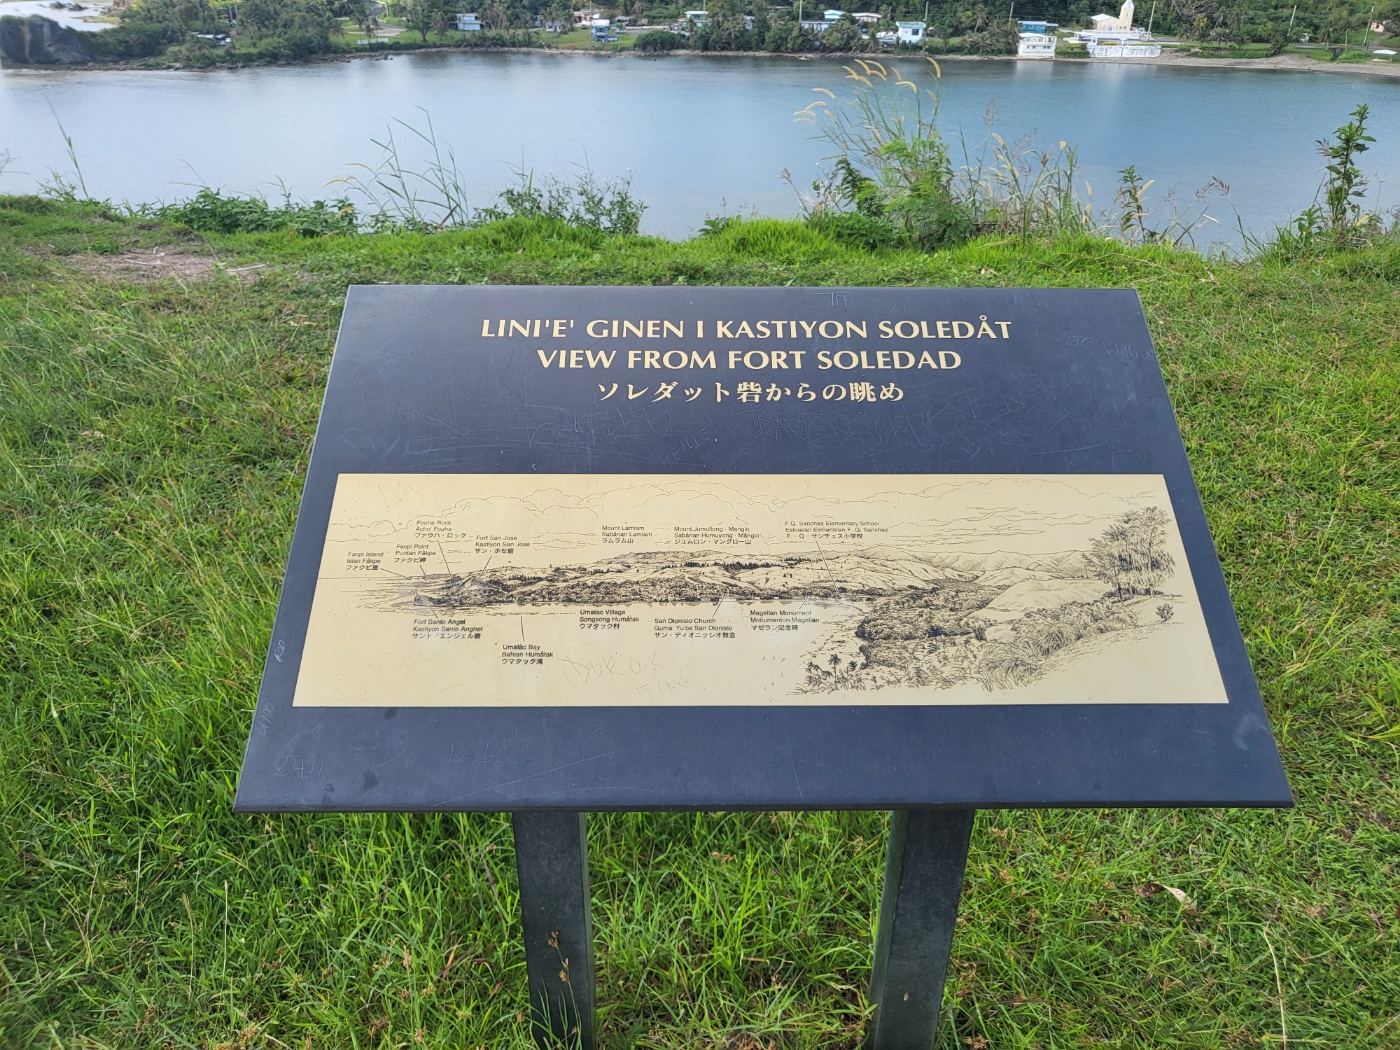 LINI'E' GINEN I KASTIYON SOLEDÅT
VIEW FROM FORT SOLEDAD
ソレダット砦からの眺め
Fouha Rock
Acho' Fouha
ファウハ・ロック
Fort San Jose
Kastiyon San Jose
サン・ホセ砦
Facpi Point
Puntan Fåkpe
ファクピ岬
Facpi Island
Islan Fåkpe
ファクピ島
Mount Lamlam
Sabånan Lamlam
ラムラム山
Mount Jumullong - Manglo
Sabånan Humuyong - Månglo'
ジュムロン・マングロー山
F.Q. Sanchez Elementary School
Eskuelan Elimentårian F. Q. Sanchez
F．Q．サンチェス小学校
Fort Santo Angel
Kastiyon Santo Anghet
サント・エンジェル砦
Umatac Bay
Bahian Humåtak
ウマタック湾
Umatac Village
Songsong Humåtak
ウマタック村
San Dionisio Church
Guma' Yu'os San Dionisio
サン・ディオニッシオ教会
Magellan Monument
Monumenton Magellan
マゼラン記念碑